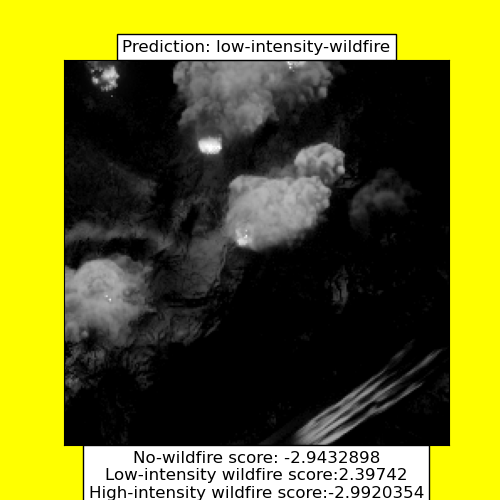 Prediction: low-intensity-wildfire
No-wildfire score: -2.9432898
Low-intensity wildfire score:2.39742
High-intensity wildfire score:-2.9920354